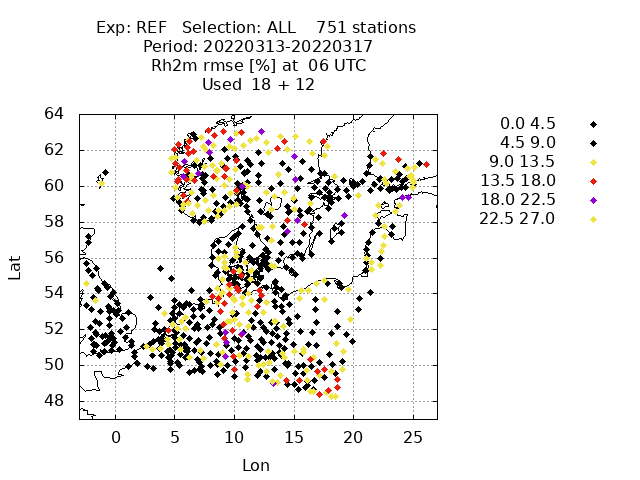 Exp: REF   Selection: ALL    751 stations
Period: 20220313-20220317
Rh2m rmse [%] at  06 UTC
Used  18 + 12
0.0 4.5
4.5 9.0
9.0 13.5
13.5 18.0
18.0 22.5
22.5 27.0
64
62
60
58
56
54
52
50
48
Lat
0 5 10 15 20 25
Lon